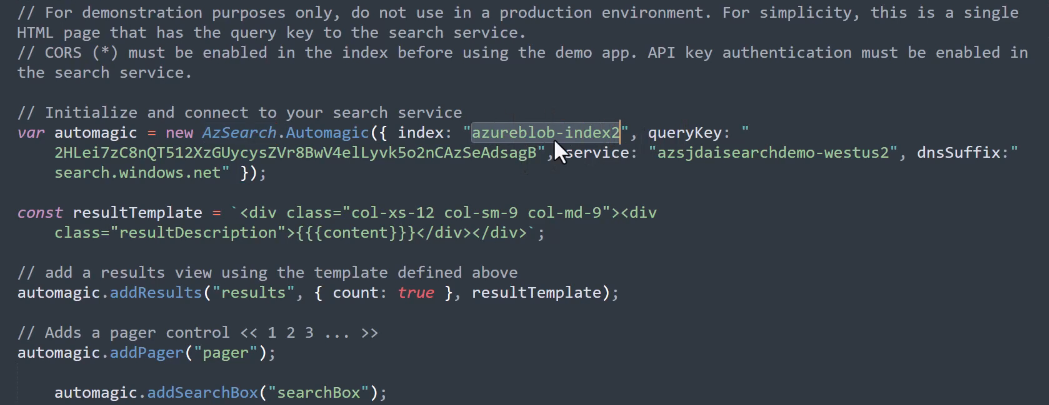 // For demonstration purposes only, do not use in a production environment. For simplicity, this is a single
HTML page that has the query key to the search service.
// CORS (*) must be enabled in the index before using the demo app. API key authentication must be enabled in
the search service.
// Initialize and connect to your search service
var automagic = new AzSearch.Automagic({ index: "azureblob-index2", queryKey: "
2HLei7zC8nQT512XzGUycysZVr8BwV4elLyvk5o2nCAzSeAdsagB", service: "azsjdaisearchdemo-westus2", dnsSuffix:"
search.windows.net" });
const resultTemplate = `<div class="col-xs-12 col-sm-9 col-md-9"><div
class="resultDescription">{{{content}}}</div></div>`;
// add a results view using the template defined above
automagic.addResults("results", { count: true }, resultTemplate);
// Adds a pager control << 1 2 3 ... >>
automagic.addPager("pager");
automagic.addSearchBox("searchBox");